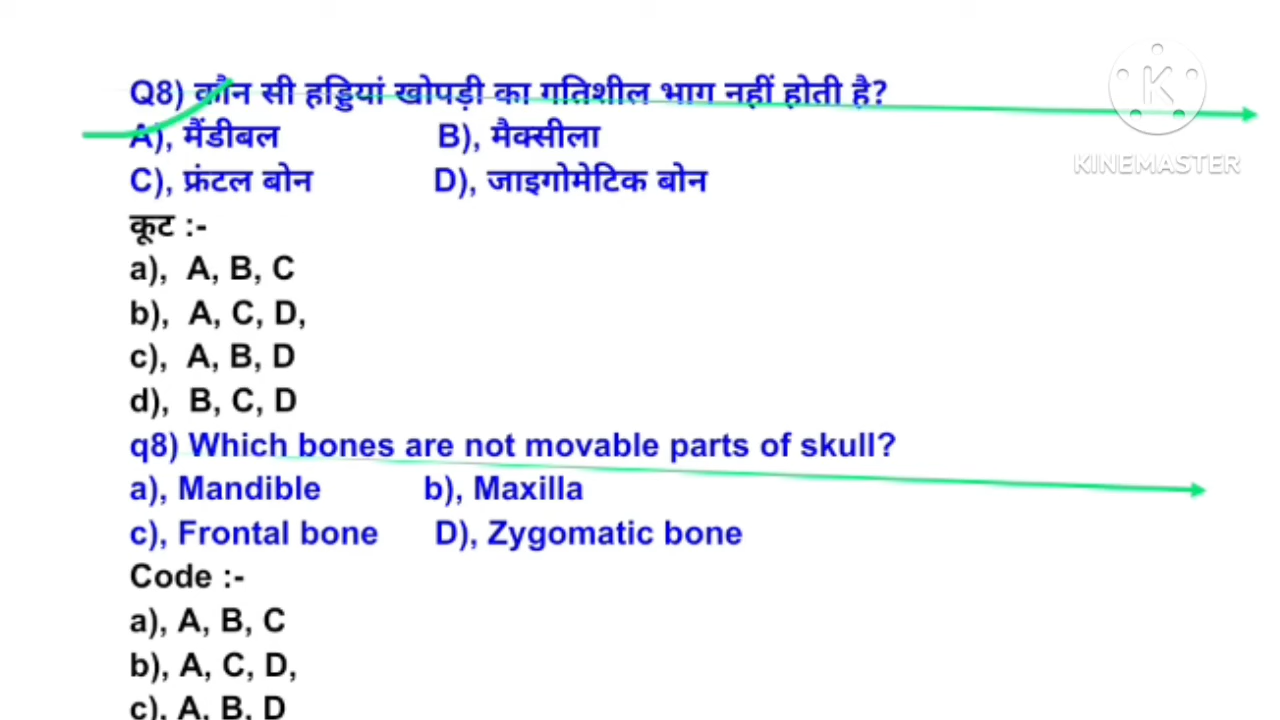 Q8) कौन सी हड्डियां खोपड़ी का गतिशील भाग नहीं होती है?
A), मैंडीबल B), मैक्सीला
C), फ्रंटल बोन D), जाइगोमेटिक बोन
कूट :-
a), A, B, C
b), A, C, D,
c), A, B, D
d), B, C, D
q8) Which bones are not movable parts of skull?
a), Mandible b), Maxilla
c), Frontal bone D), Zygomatic bone
Code :-
a), A, B, C
b), A, C, D,
c), A, B, D
K
KINEMASTER